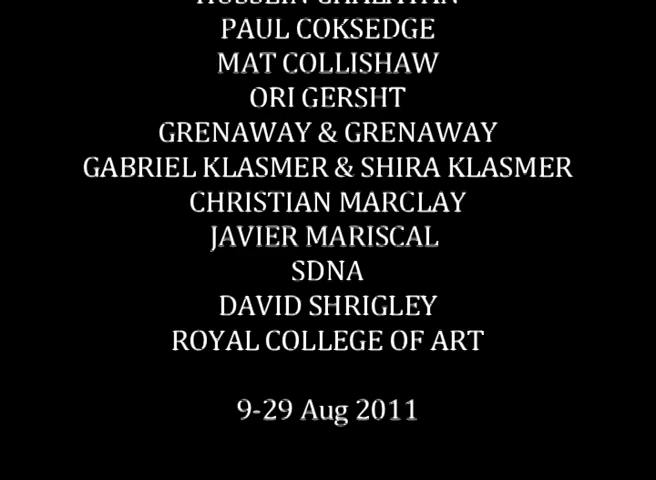 PAUL COKSEDGE
MAT COLLISHAW
ORI GERSHT
GRENAWAY & GRENAWAY
GABRIEL KLASMER & SHIRA KLASMER
CHRISTIAN MARCLAY
JAVIER MARISCAL
SDNA
DAVID SHRIGLEY
ROYAL COLLEGE OF ART
9-29 Aug 2011